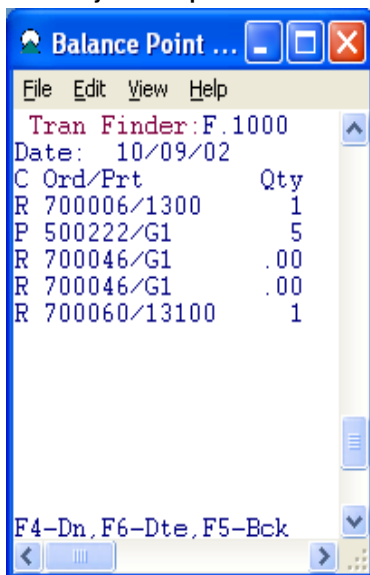 Balance Point ...
File Edit View Help
Tran Finder:F.1000
Date: 10/09/02
C Ord/Prt Qty
R 700006/1300 1
P 500222/G1 5
R 700046/G1 .00
R 700046/G1 .00
R 700060/13100 1
F4-Dn,F6-Dte,F5-Bck